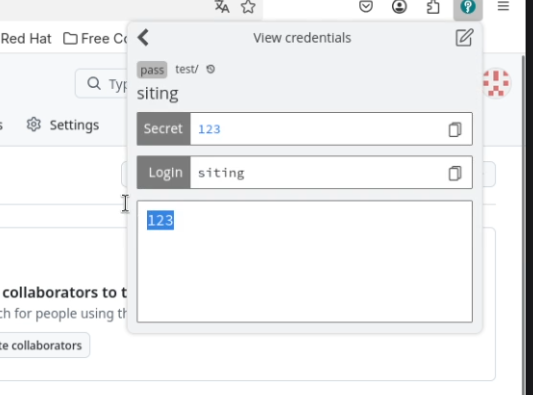 Red Hat
Free Co
View credentials
Typ
pass test/
siting
Settings
Secret 123
Login siting
123
collaborators to t
ch for people using th
te collaborators